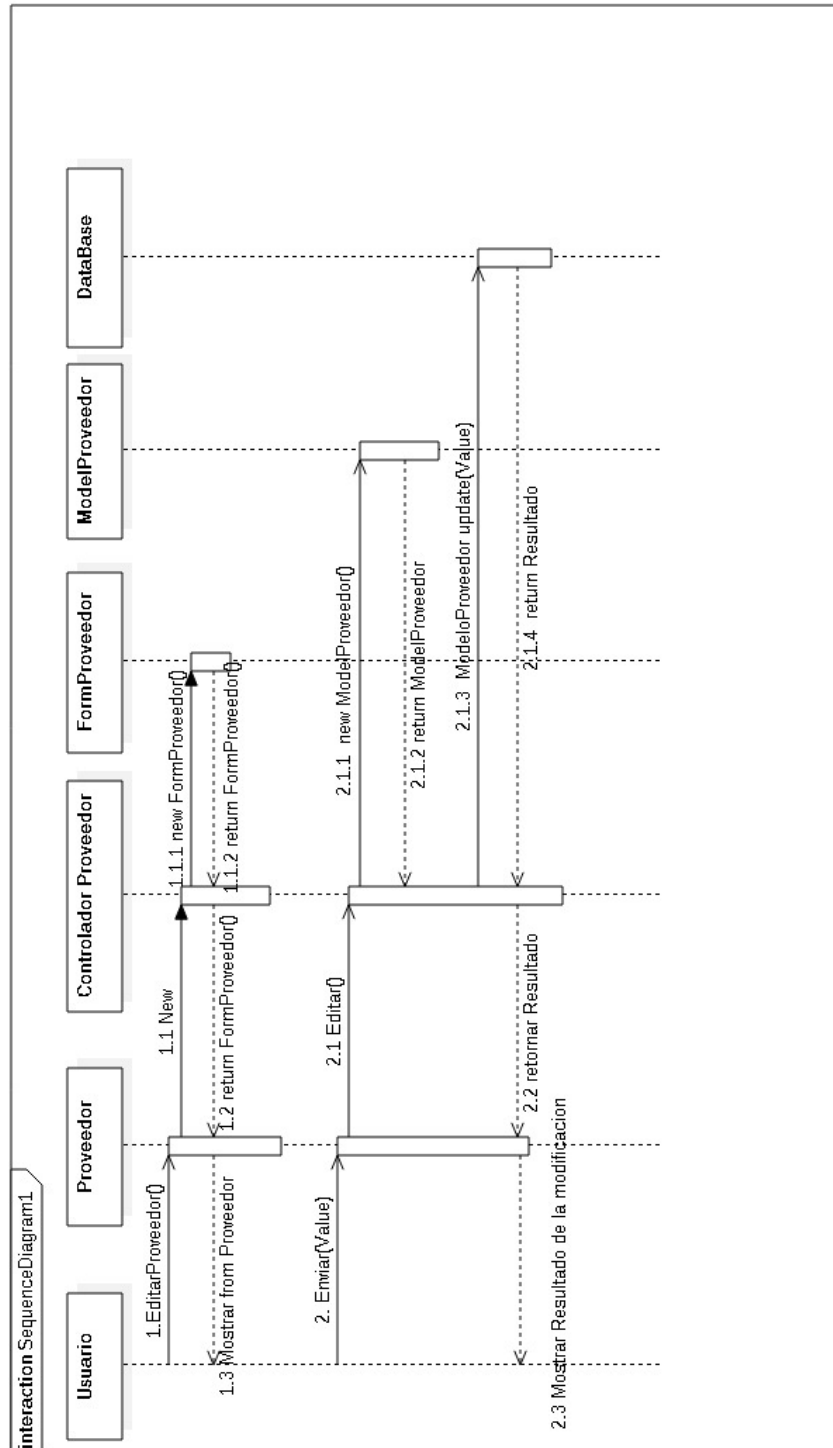 interaction SequenceDiagram1
Usuario
Proveedor
Controlador Proveedor
FormProveedor
ModelProveedor
DataBase
1.EditarProveedor()
1.1 New
1.1.1 new FormProveedor()
1.1.2 return FormProveedor()
1.2 return FormProveedor()
1.3 Mostrar from Proveedor
2. Enviar(Value)
2.1 Editar()
2.1.1 new ModelProveedor()
2.1.2 return ModelProveedor
2.1.3 ModeloProveedor update(Value)
2.1.4 return Resultado
2.2 retornar Resultado
2.3 Mostrar Resultado de la modificacion